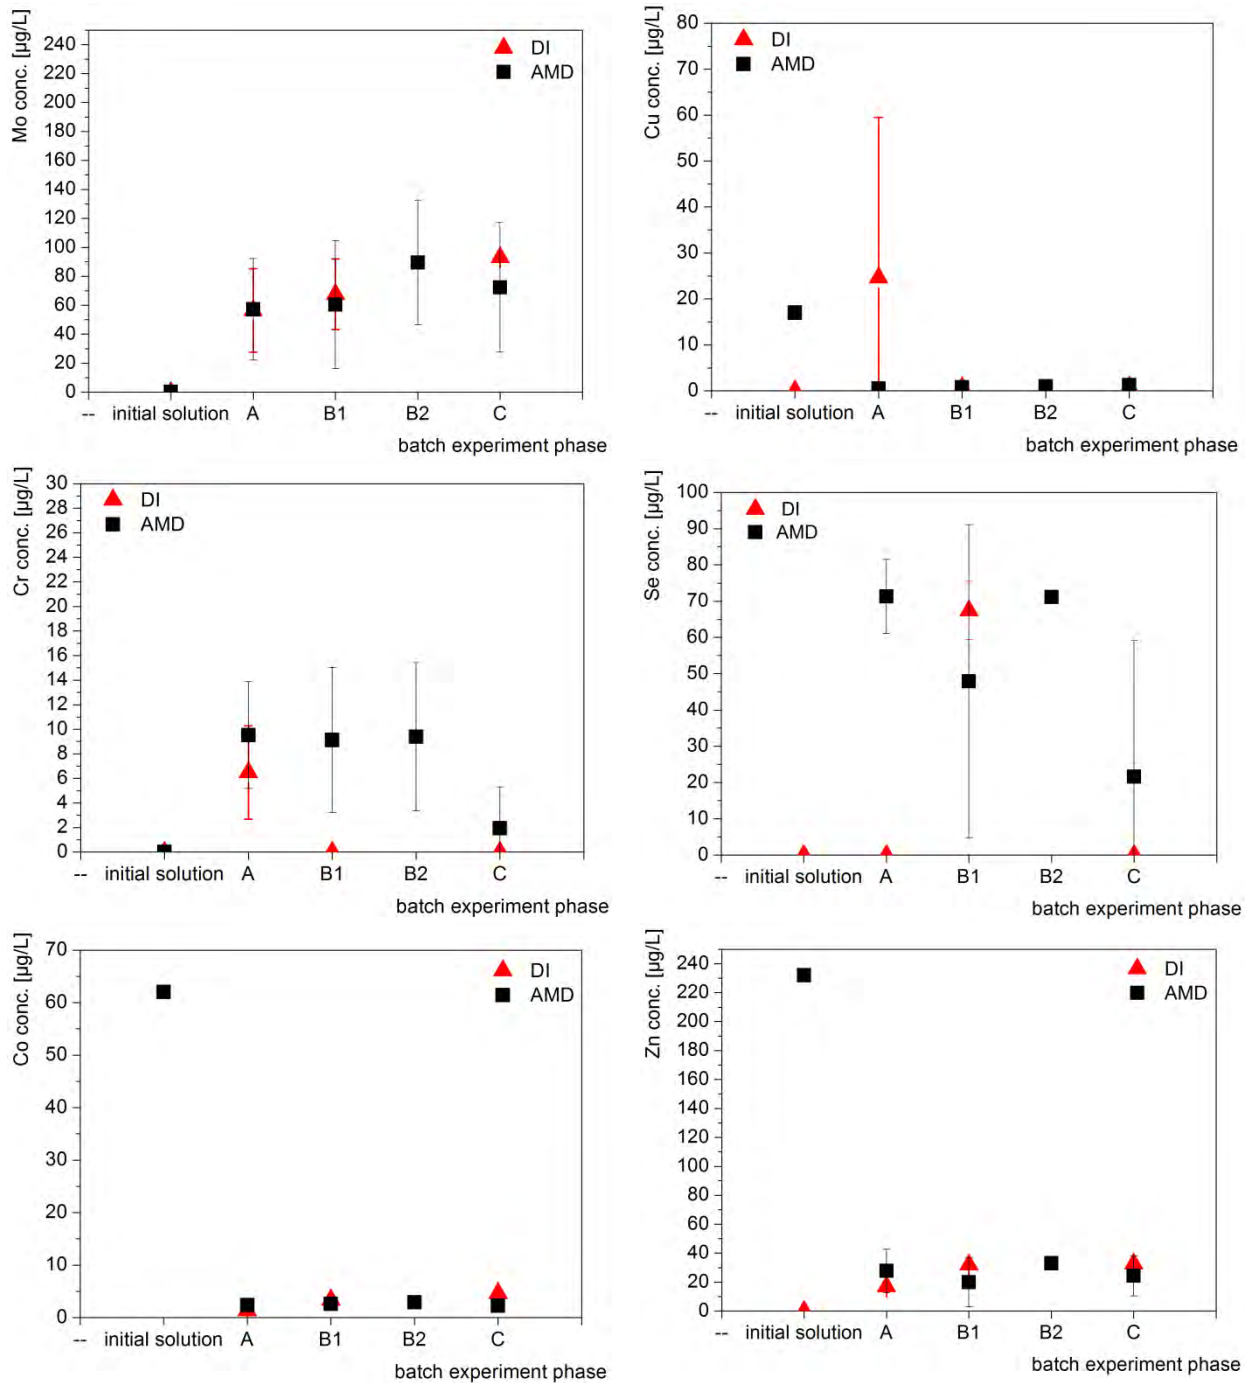 Mo conc. [µg/L]
240
220
200
180
160
140
120
100
80
60
40
20
0
DI
AMD
-- initial solution A B1 B2 C
batch experiment phase
Cu conc. [µg/L]
80
70
60
50
40
30
20
10
0
DI
AMD
-- initial solution A B1 B2 C
batch experiment phase
Cr conc. [µg/L]
30
28
26
24
22
20
18
16
14
12
10
8
6
4
2
0
DI
AMD
-- initial solution A B1 B2 C
batch experiment phase
Se conc. [µg/L]
100
90
80
70
60
50
40
30
20
10
0
DI
AMD
-- initial solution A B1 B2 C
batch experiment phase
Co conc. [µg/L]
70
60
50
40
30
20
10
0
DI
AMD
-- initial solution A B1 B2 C
batch experiment phase
Zn conc. [µg/L]
240
220
200
180
160
140
120
100
80
60
40
20
0
DI
AMD
-- initial solution A B1 B2 C
batch experiment phase